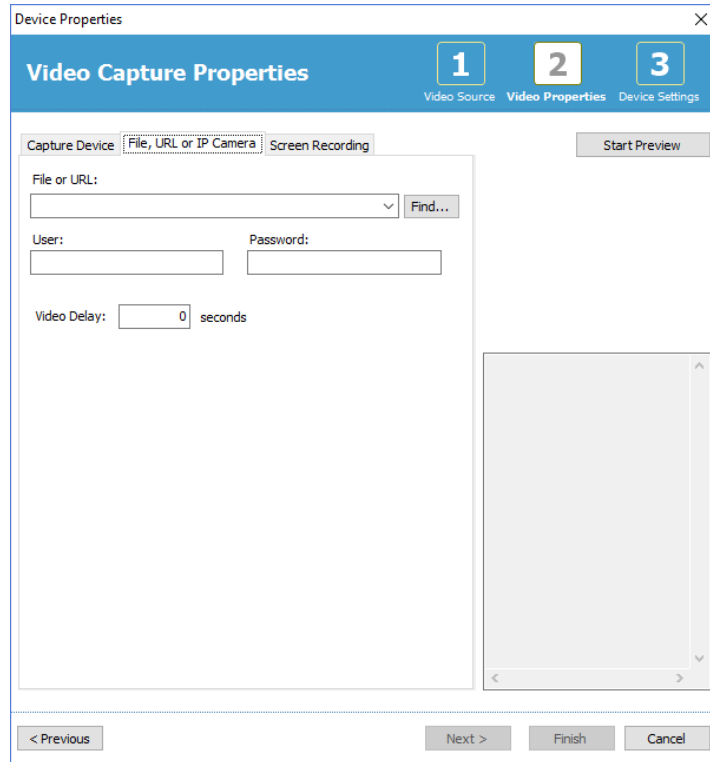 Device Properties
Video Capture Properties
1 2 3
Video Source Video Properties Device Settings
Capture Device File, URL or IP Camera Screen Recording
Start Preview
File or URL:
Find...
User: Password:
Video Delay: 0 seconds
< Previous Next > Finish Cancel